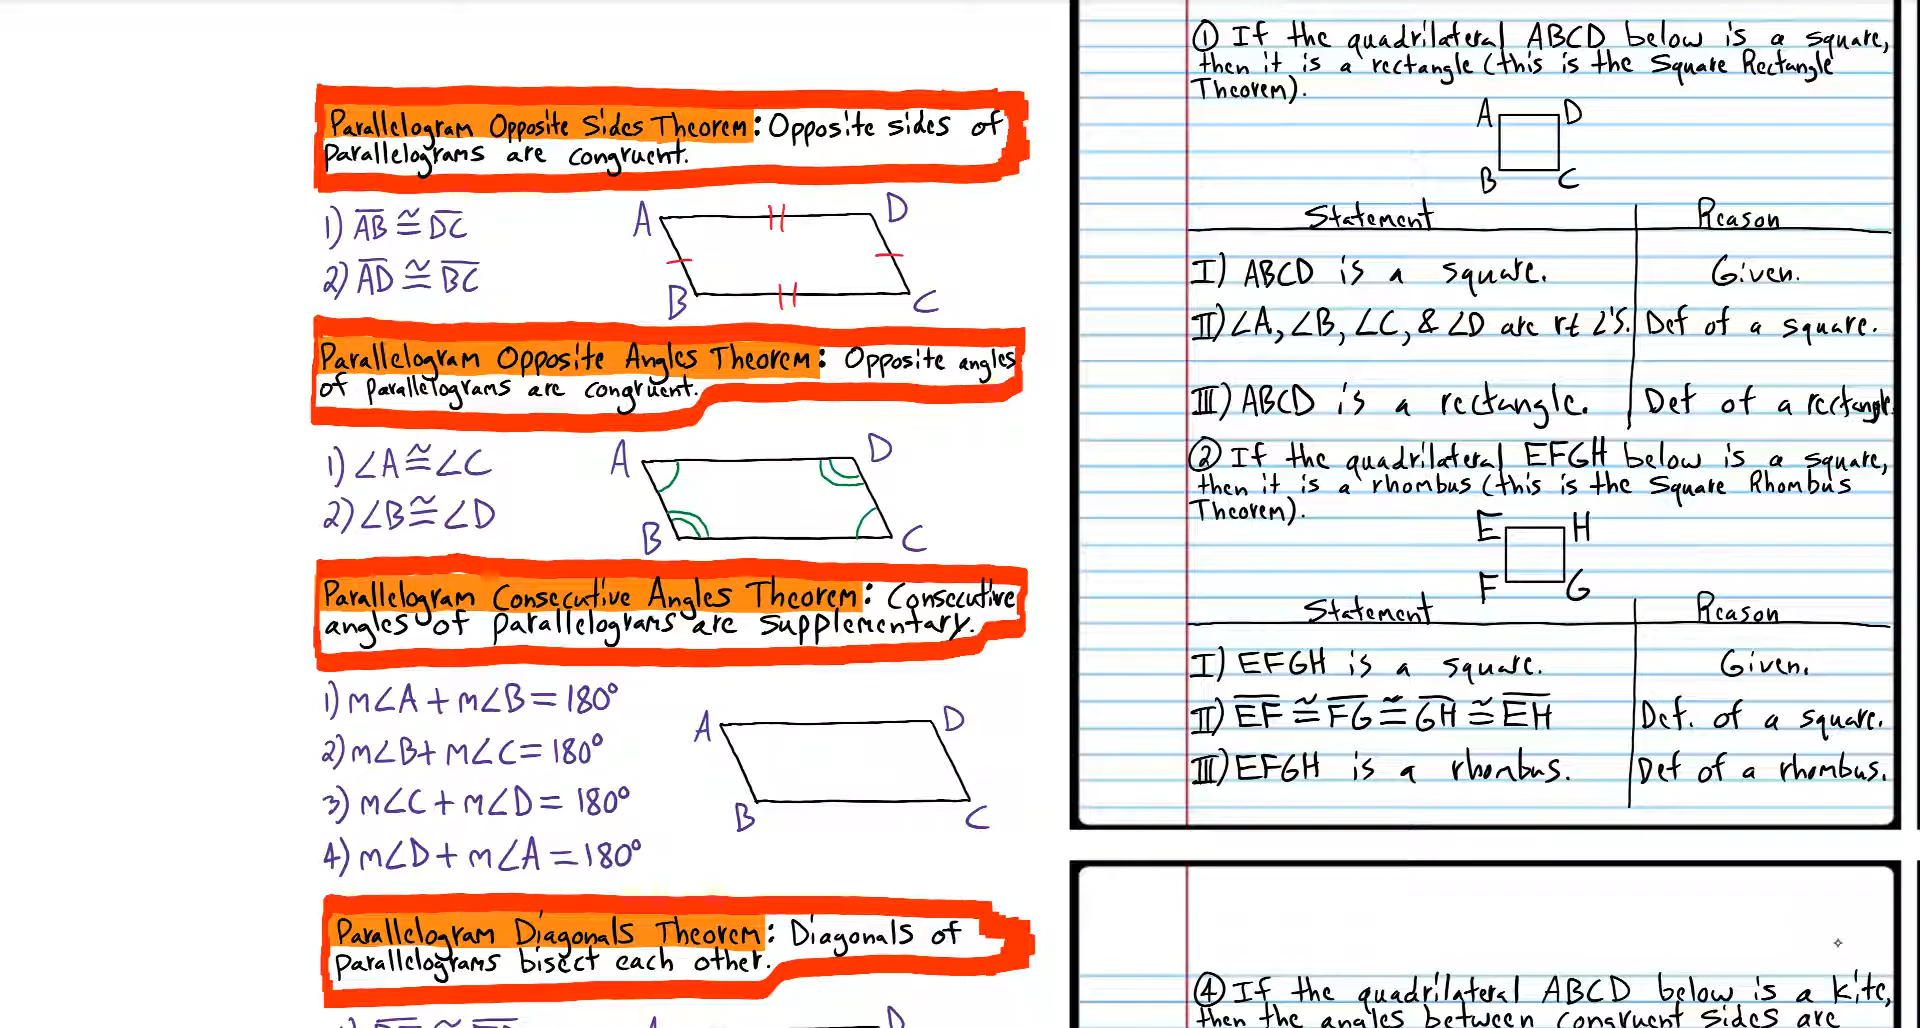 Parallelogram Opposite Sides Theorem: Opposite sides of
parallelograms are congruent.
1) AB ≅ DC
2) AD ≅ BC
A
D
B
C
Parallelogram Opposite Angles Theorem: Opposite angles
of parallelograms are congruent.
1) ∠A ≅ ∠C
2) ∠B ≅ ∠D
A
D
B
C
Parallelogram Consecutive Angles Theorem: Consecutive
angles of parallelograms are supplementary.
1) m∠A + m∠B = 180°
2) m∠B + m∠C = 180°
3) m∠C + m∠D = 180°
4) m∠D + m∠A = 180°
A
D
B
C
Parallelogram Diagonals Theorem: Diagonals of
parallelograms bisect each other.
A
D
① If the quadrilateral ABCD below is a square,
then it is a rectangle (this is the Square Rectangle
Theorem).
A D
B C
Statement Reason
I) ABCD is a square. Given.
II) ∠A, ∠B, ∠C, & ∠D are rt ∠'s. Def of a square.
III) ABCD is a rectangle. Def of a rectangle
② If the quadrilateral EFGH below is a square,
then it is a rhombus (this is the Square Rhombus
Theorem).
E H
F G
Statement Reason
I) EFGH is a square. Given.
II) EF ≅ FG ≅ GH ≅ EH Def. of a square.
III) EFGH is a rhombus. Def of a rhombus.
④ If the quadrilateral ABCD below is a kite,
then the angles between congruent sides are